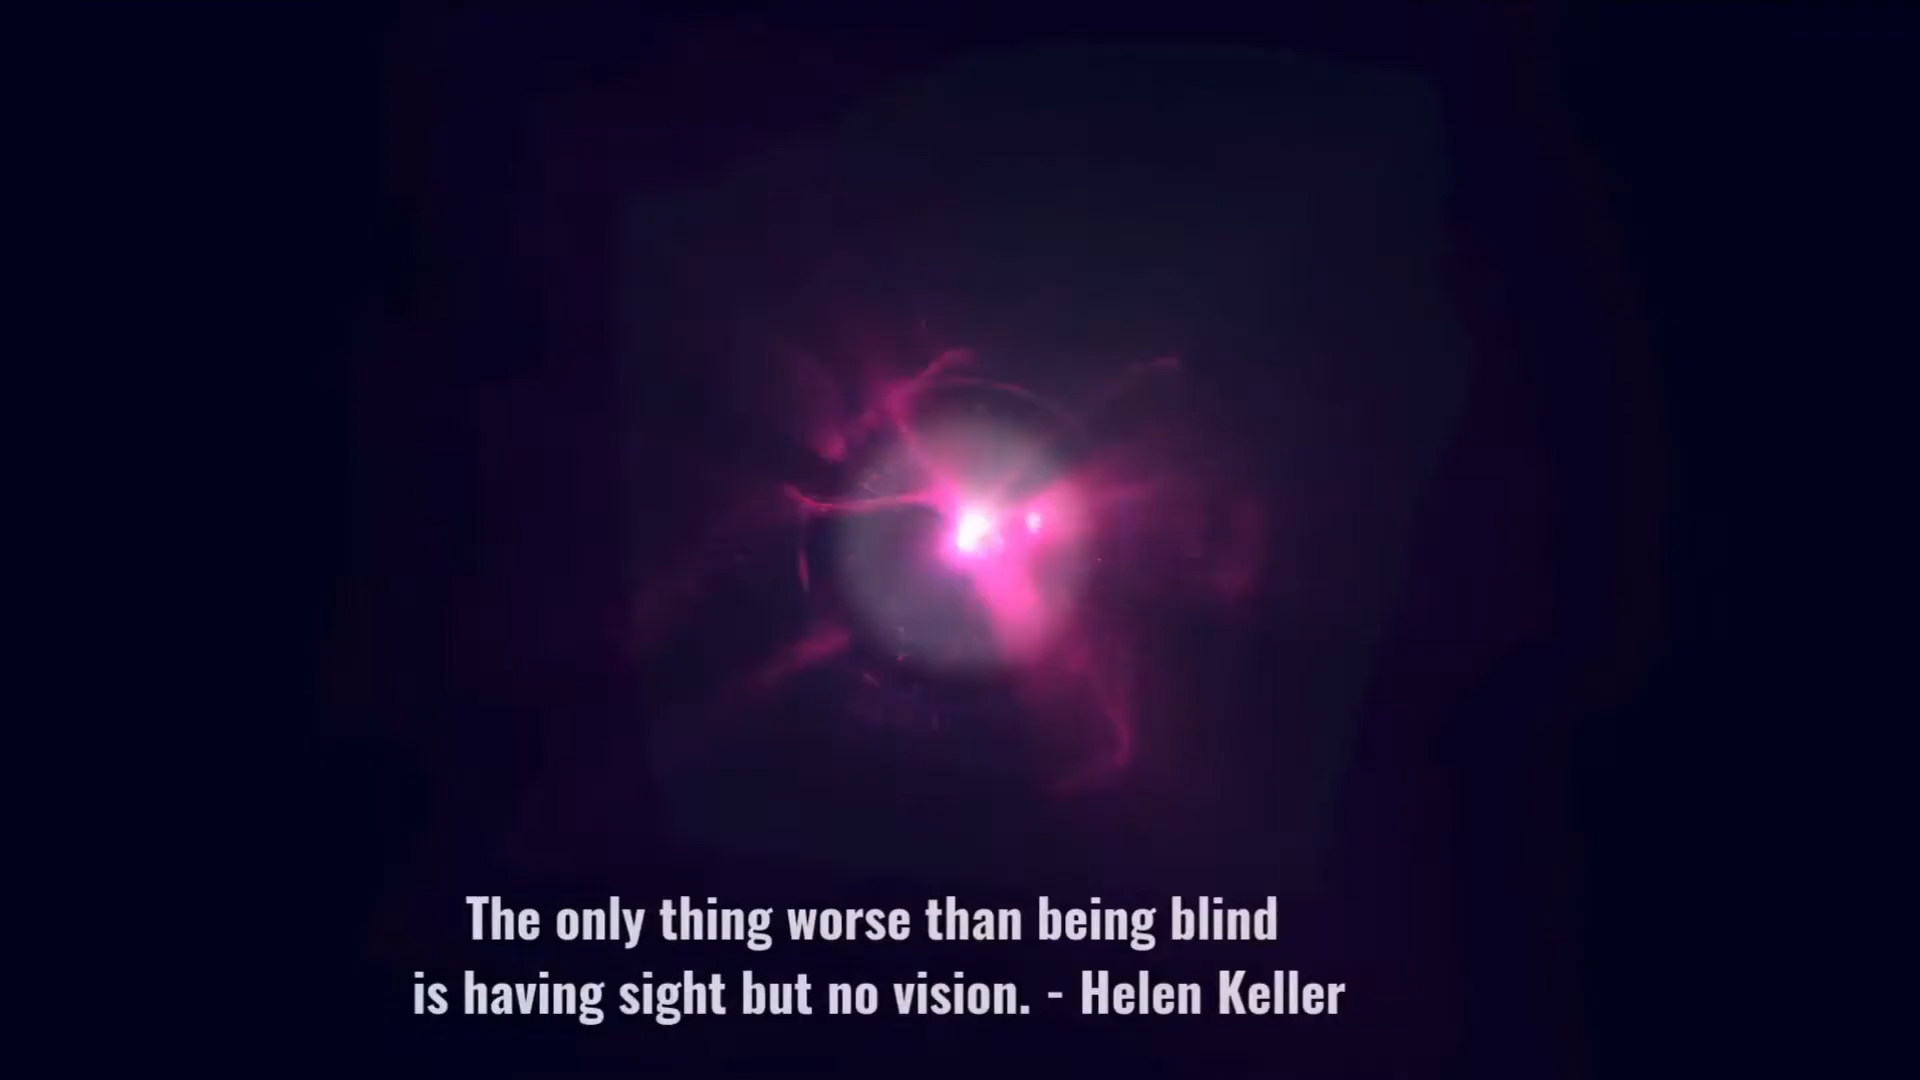 The only thing worse than being blind
is having sight but no vision. - Helen Keller